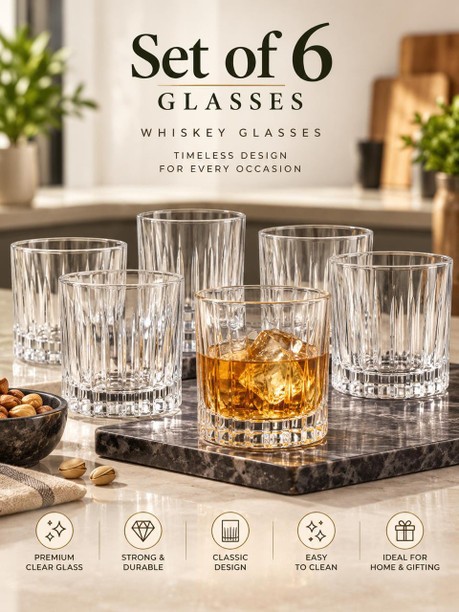 Set of 6
GLASSES
WHISKEY GLASSES
TIMELESS DESIGN
FOR EVERY OCCASION
PREMIUM
CLEAR GLASS
STRONG &
DURABLE
CLASSIC
DESIGN
EASY
TO CLEAN
IDEAL FOR
HOME & GIFTING